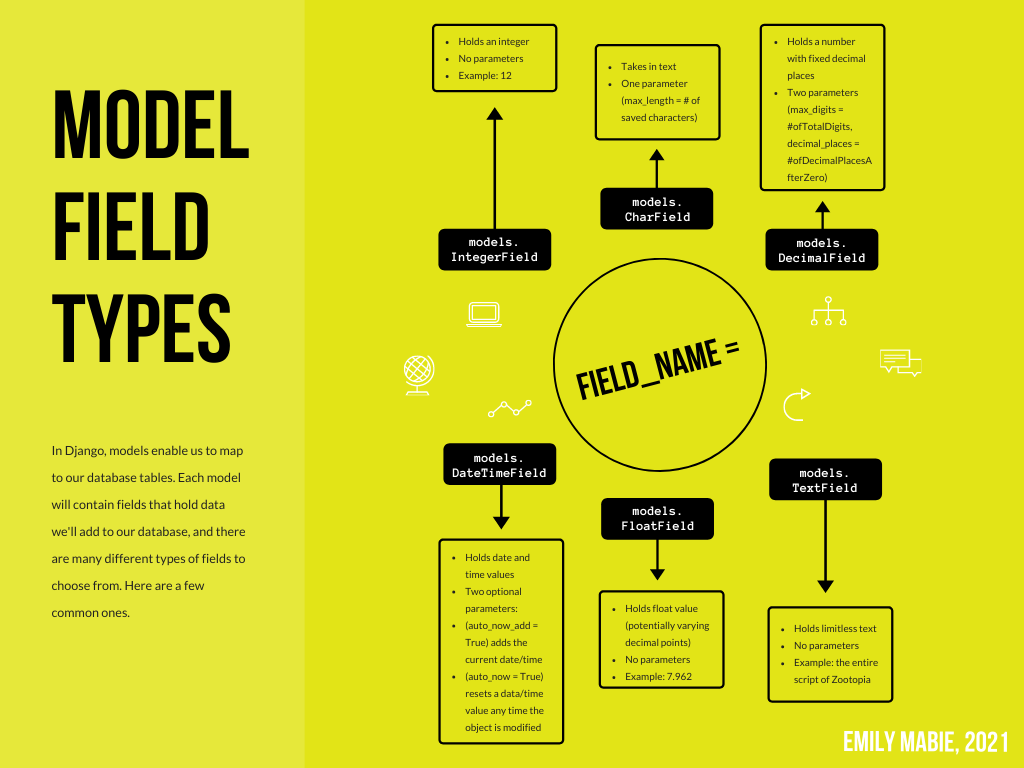 MODEL
FIELD
TYPES
In Django, models enable us to map
to our database tables. Each model
will contain fields that hold data
we'll add to our database, and there
are many different types of fields to
choose from. Here are a few
common ones.
• Holds an integer
• No parameters
• Example: 12
models.
IntegerField
• Takes in text
• One parameter
(max_length = # of
saved characters)
models.
CharField
• Holds a number
with fixed decimal
places
• Two parameters
(max_digits =
#ofTotalDigits,
decimal_places =
#ofDecimalPlacesA
fterZero)
models.
DecimalField
FIELD_NAME =
models.
DateTimeField
• Holds date and
time values
• Two optional
parameters:
• (auto_now_add =
True) adds the
current date/time
• (auto_now = True)
resets a data/time
value any time the
object is modified
models.
FloatField
• Holds float value
(potentially varying
decimal points)
• No parameters
• Example: 7.962
models.
TextField
• Holds limitless text
• No parameters
• Example: the entire
script of Zootopia
EMILY MABIE, 2021